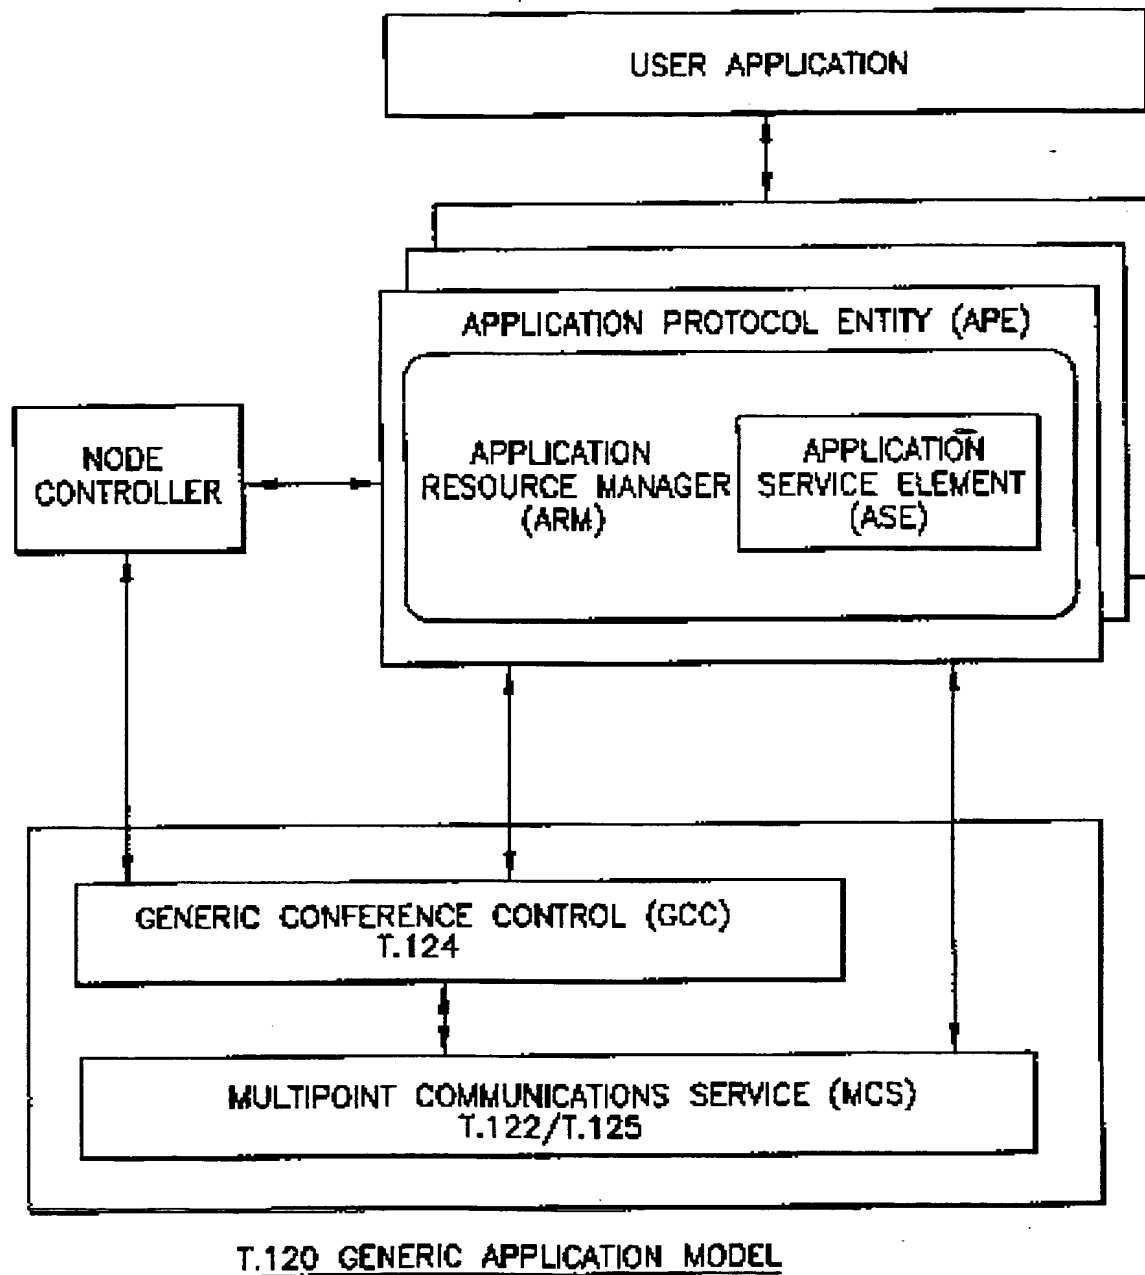 USER APPLICATION
APPLICATION PROTOCOL ENTITY (APE)
NODE
CONTROLLER
APPLICATION
RESOURCE MANAGER
(ARM)
APPLICATION
SERVICE ELEMENT
(ASE)
GENERIC CONFERENCE CONTROL (GCC)
T.124
MULTIPOINT COMMUNICATIONS SERVICE (MCS)
T.122/T.125
T.120 GENERIC APPLICATION MODEL